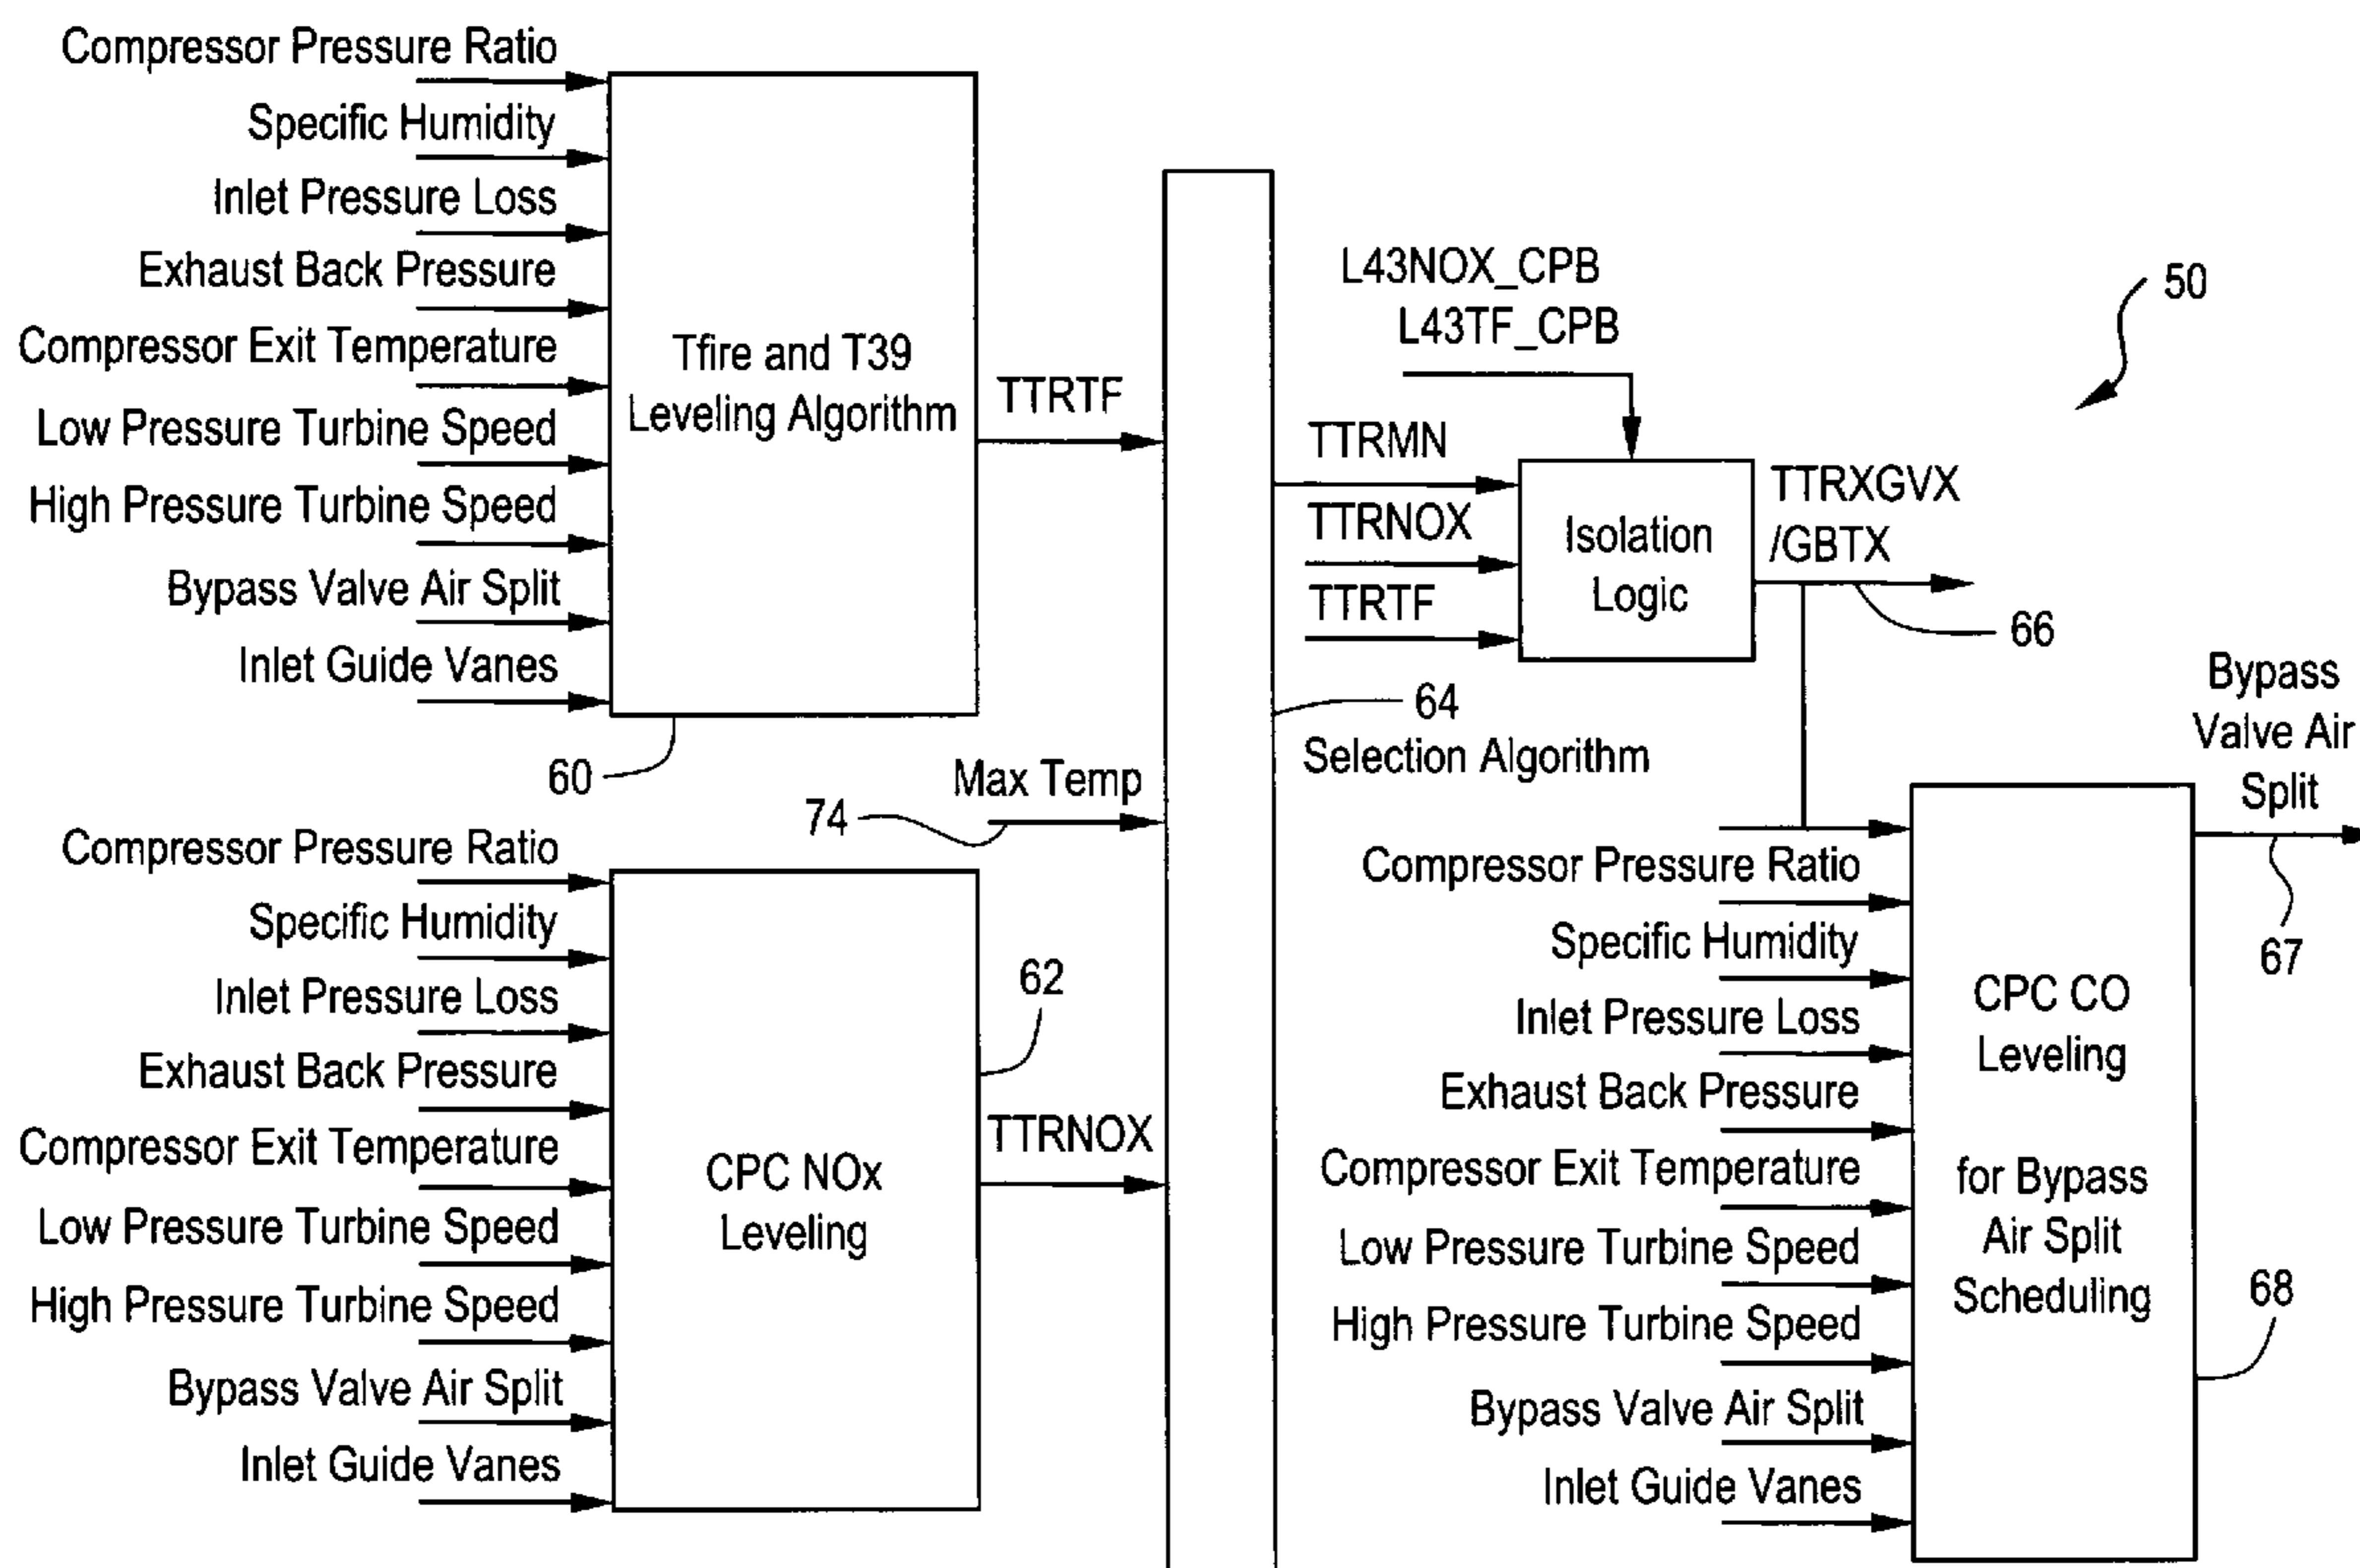 Compressor Pressure Ratio
Specific Humidity
Inlet Pressure Loss
Exhaust Back Pressure
Compressor Exit Temperature
Low Pressure Turbine Speed
High Pressure Turbine Speed
Bypass Valve Air Split
Inlet Guide Vanes
Tfire and T39
Leveling Algorithm
60
TTRTF
Max Temp
74
Compressor Pressure Ratio
Specific Humidity
Inlet Pressure Loss
Exhaust Back Pressure
Compressor Exit Temperature
Low Pressure Turbine Speed
High Pressure Turbine Speed
Bypass Valve Air Split
Inlet Guide Vanes
CPC NOx
Leveling
62
TTRNOX
64
Selection Algorithm
L43NOX_CPB
L43TF_CPB
TTRMN
TTRNOX
TTRTF
Isolation
Logic
TTRXGVX
/GBTX
50
66
Compressor Pressure Ratio
Specific Humidity
Inlet Pressure Loss
Exhaust Back Pressure
Compressor Exit Temperature
Low Pressure Turbine Speed
High Pressure Turbine Speed
Bypass Valve Air Split
Inlet Guide Vanes
CPC CO
Leveling
for Bypass
Air Split
Scheduling
Bypass
Valve Air
Split
67
68